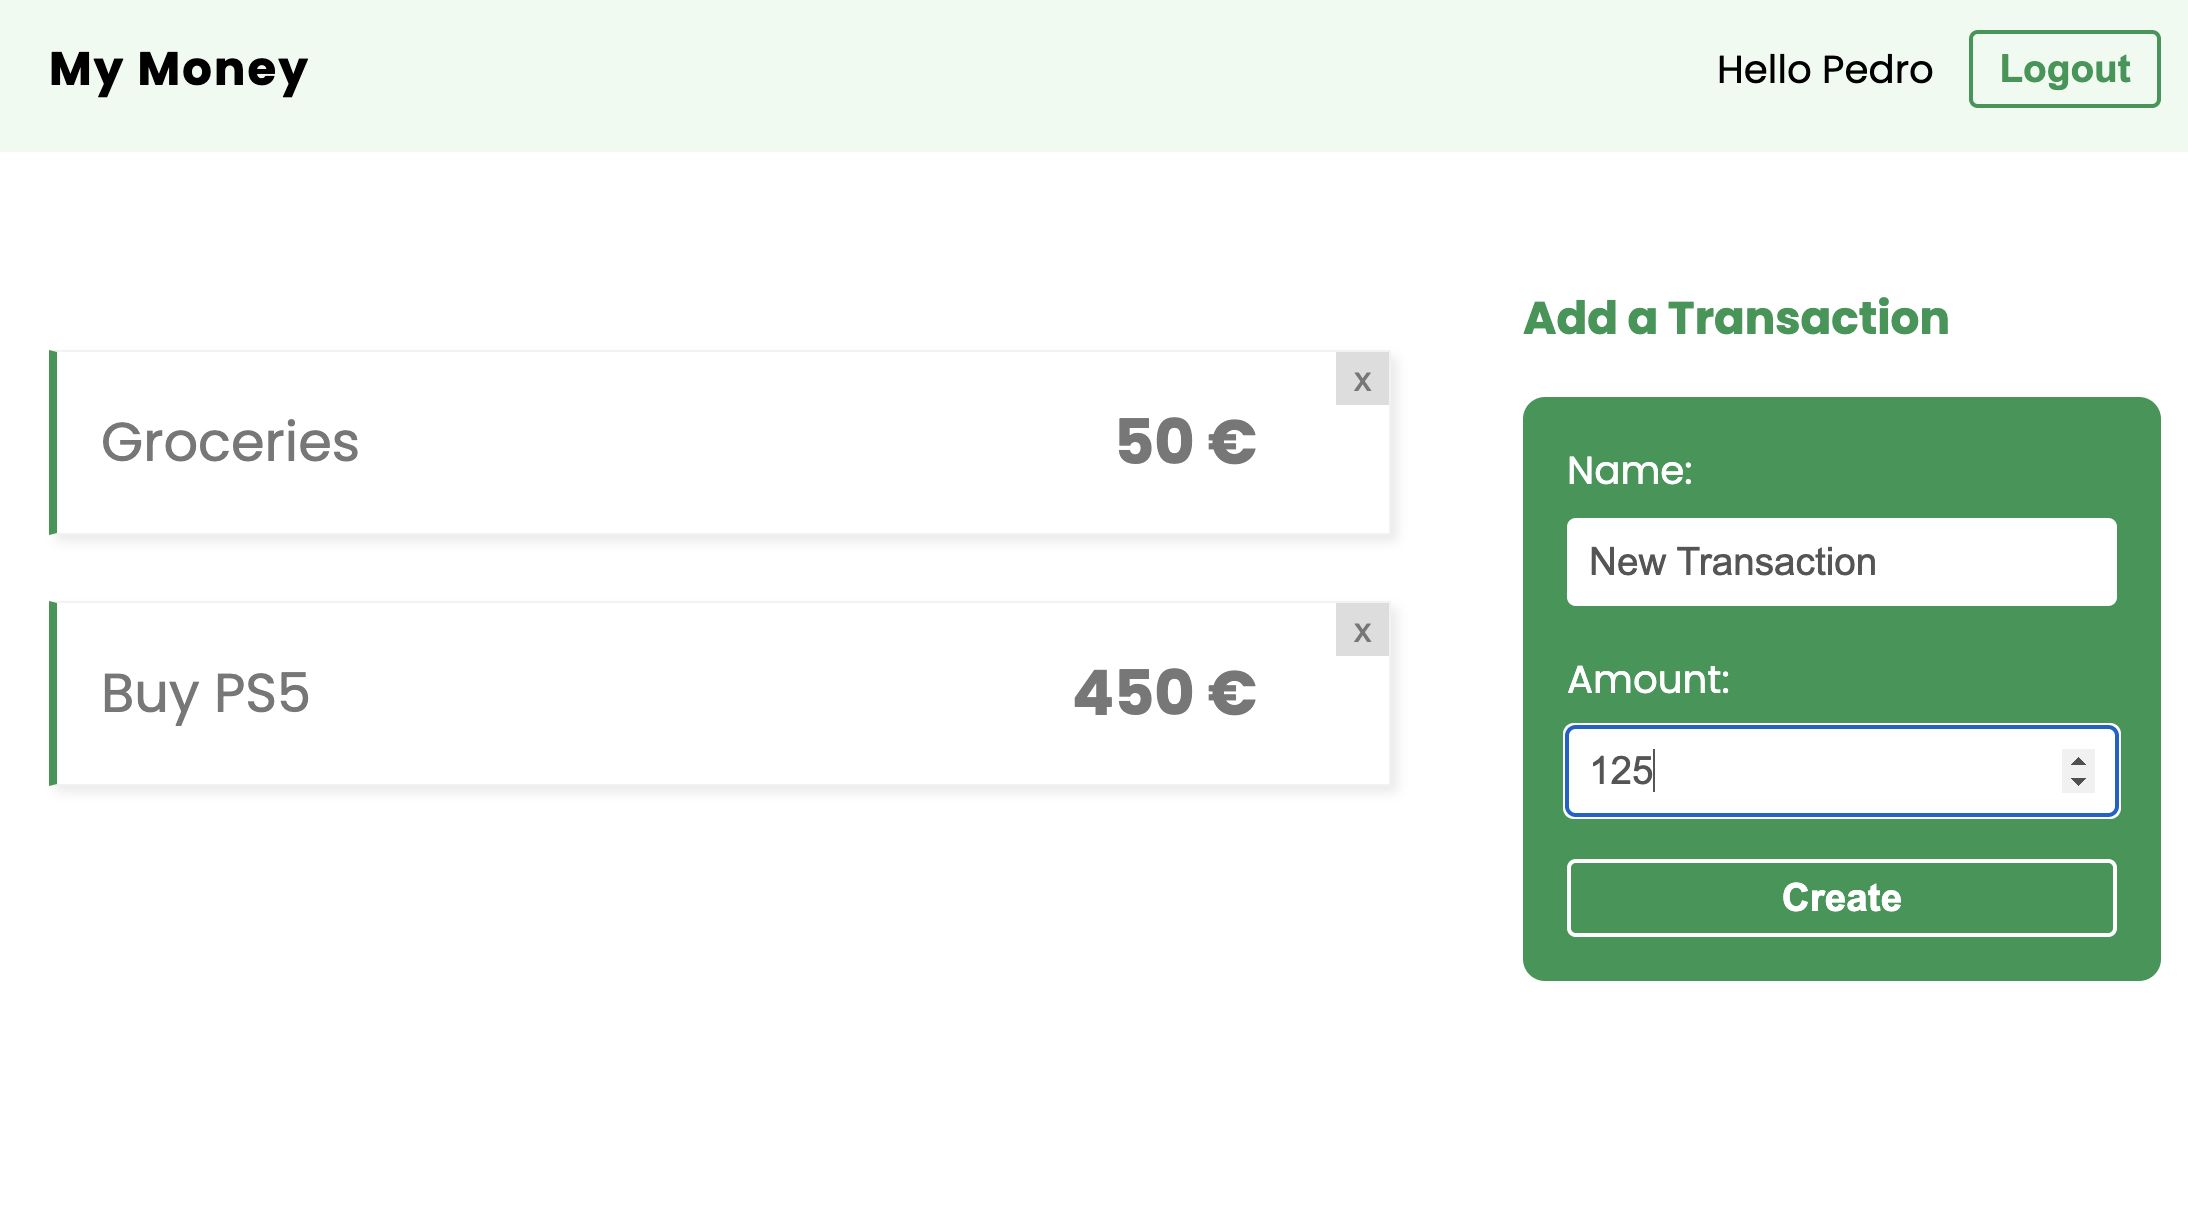 My Money
Hello Pedro
Logout
Groceries
50 €
x
Buy PS5
450 €
x
Add a Transaction
Name:
New Transaction
Amount:
125
Create